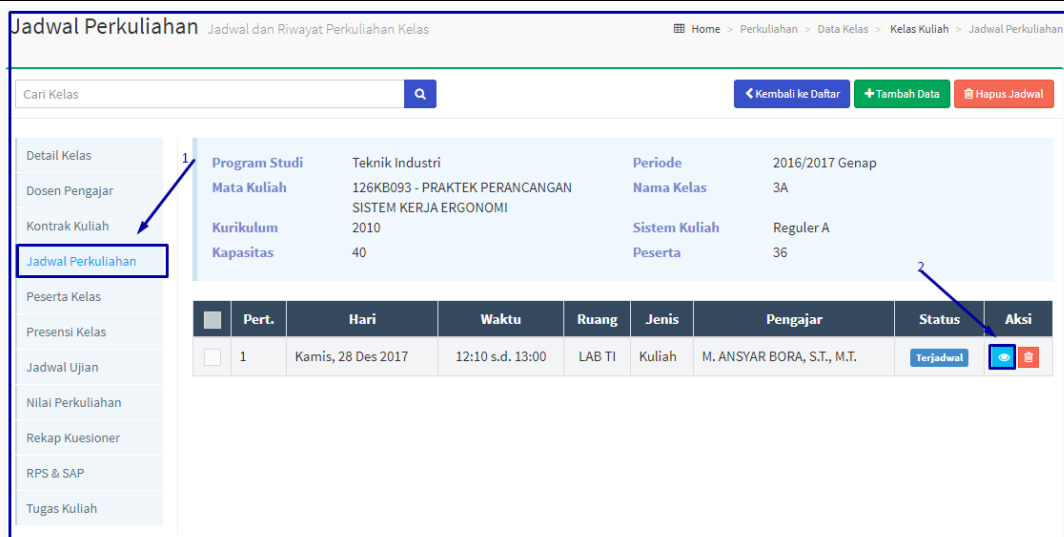 Jadwal Perkuliahan Jadwal dan Riwayat Perkuliahan Kelas
Home > Perkuliahan > Data Kelas > Kelas Kuliah > Jadwal Perkuliahan
Cari Kelas
Kembali ke Daftar
Tambah Data
Hapus Jadwal
1
Detail Kelas
Dosen Pengajar
Kontrak Kuliah
Jadwal Perkuliahan
Peserta Kelas
Presensi Kelas
Jadwal Ujian
Nilai Perkuliahan
Rekap Kuesioner
RPS & SAP
Tugas Kuliah
Program Studi Teknik Industri Periode 2016/2017 Genap
Mata Kuliah 126KB093 - PRAKTEK PERANCANGAN Nama Kelas 3A
SISTEM KERJA ERGONOMI
Kurikulum 2010 Sistem Kuliah Reguler A
Kapasitas 40 Peserta 36
2
Pert. Hari Waktu Ruang Jenis Pengajar Status Aksi
1 Kamis, 28 Des 2017 12:10 s.d. 13:00 LAB TI Kuliah M. ANSYAR BORA, S.T., M.T. Terjadwal